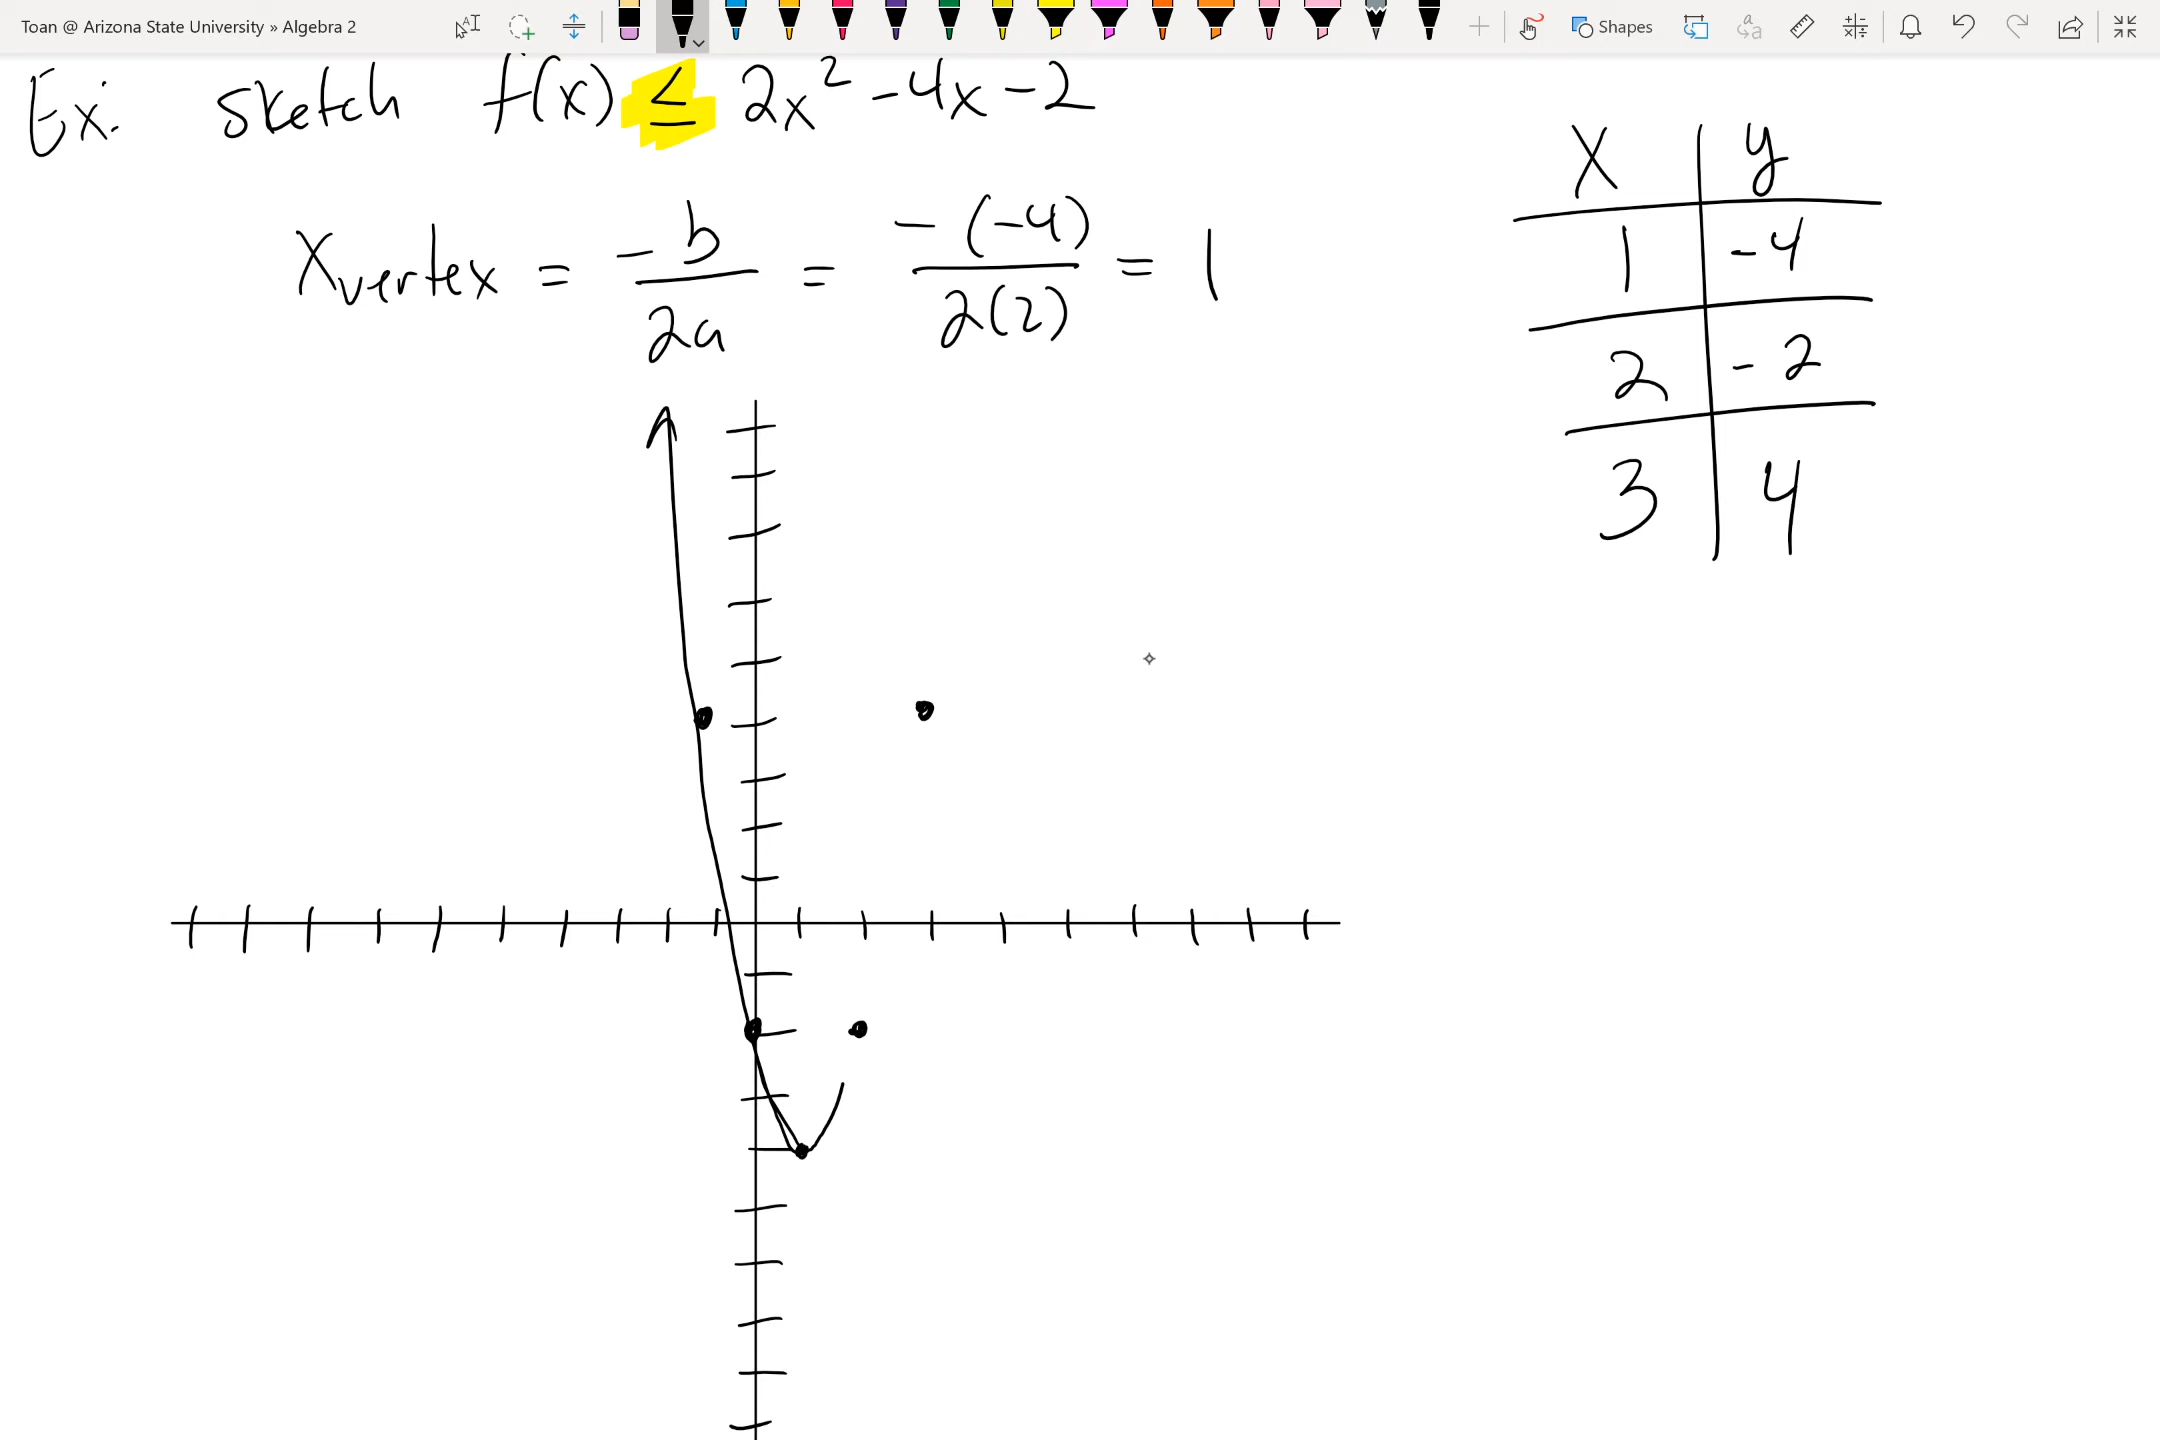 Toan @ Arizona State University » Algebra 2
Shapes
Ex: sketch f(x) ≤ 2x² - 4x - 2
Xvertex = -b/2a = -(-4)/2(2) = 1
X | y
1 | -4
2 | -2
3 | 4